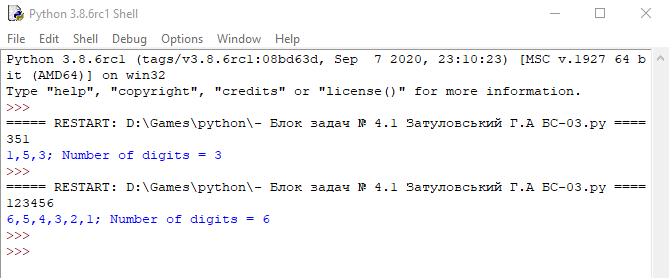 Python 3.8.6rc1 Shell
File Edit Shell Debug Options Window Help
Python 3.8.6rc1 (tags/v3.8.6rc1:08bd63d, Sep  7 2020, 23:10:23) [MSC v.1927 64 b
it (AMD64)] on win32
Type "help", "copyright", "credits" or "license()" for more information.
>>>
===== RESTART: D:\Games\python\- Блок задач № 4.1 Затуловський Г.А БС-03.py ====
351
1,5,3; Number of digits = 3
>>>
===== RESTART: D:\Games\python\- Блок задач № 4.1 Затуловський Г.А БС-03.py ====
123456
6,5,4,3,2,1; Number of digits = 6
>>>
>>>